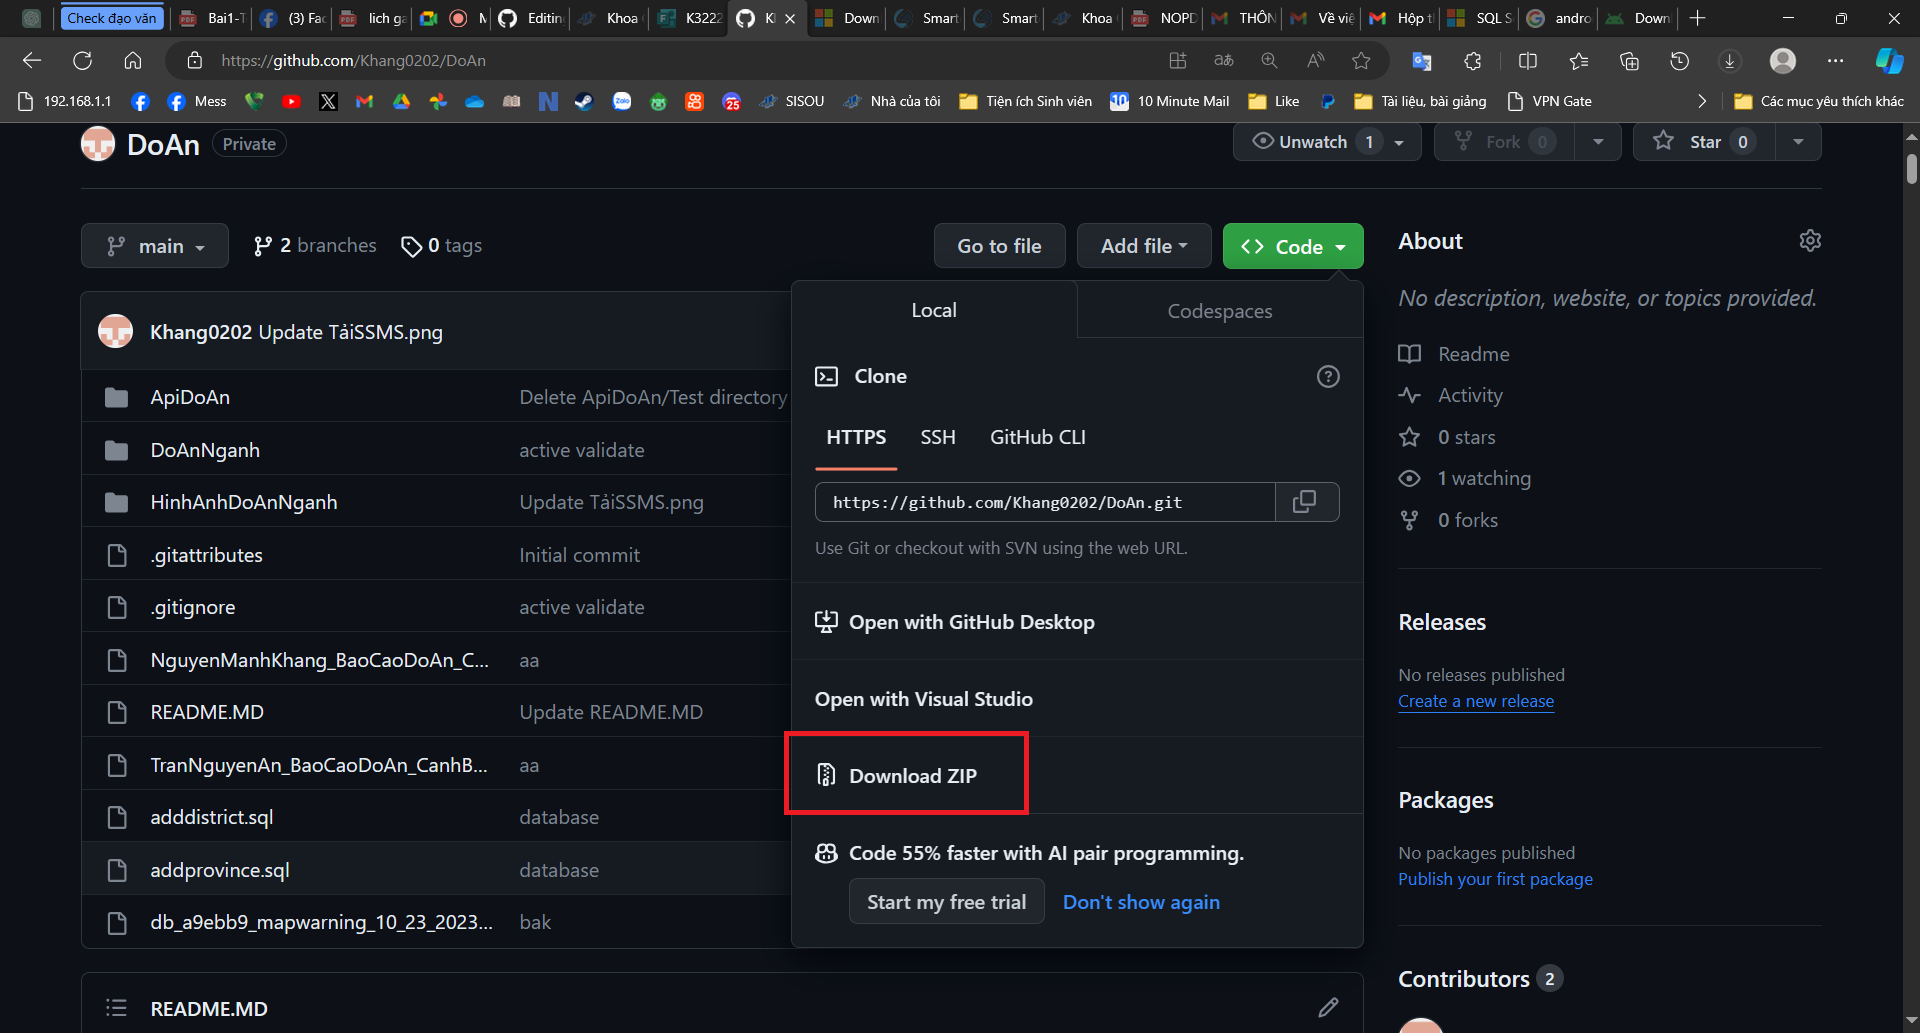 Check đạo văn
Bai1-T
(3) Fac
lich ga
Editin
Khoa
K3222
Down
Smart
Smart
Khoa
NOPD
THÔN
Về việ
Hộp t
SQL S
andro
Down
https://github.com/Khang0202/DoAn
192.168.1.1
Mess
SISOU
Nhà của tôi
Tiện ích Sinh viên
10 Minute Mail
Like
Tài liệu, bài giảng
VPN Gate
Các mục yêu thích khác
DoAn Private
Unwatch 1
Fork 0
Star 0
main
2 branches
0 tags
Go to file
Add file
Code
About
No description, website, or topics provided.
Local
Codespaces
Khang0202 Update TảiSSMS.png
Readme
Clone
ApiDoAn
Delete ApiDoAn/Test directory
Activity
HTTPS
SSH
GitHub CLI
0 stars
DoAnNganh
active validate
1 watching
HinhAnhDoAnNganh
Update TảiSSMS.png
https://github.com/Khang0202/DoAn.git
0 forks
Use Git or checkout with SVN using the web URL.
.gitattributes
Initial commit
.gitignore
active validate
Open with GitHub Desktop
Releases
NguyenManhKhang_BaoCaoDoAn_C...
aa
No releases published
Open with Visual Studio
Create a new release
README.MD
Update README.MD
TranNguyenAn_BaoCaoDoAn_CanhB...
aa
Download ZIP
Packages
adddistrict.sql
database
Code 55% faster with AI pair programming.
No packages published
addprovince.sql
database
Publish your first package
Start my free trial
Don't show again
db_a9ebb9_mapwarning_10_23_2023...
bak
Contributors 2
README.MD